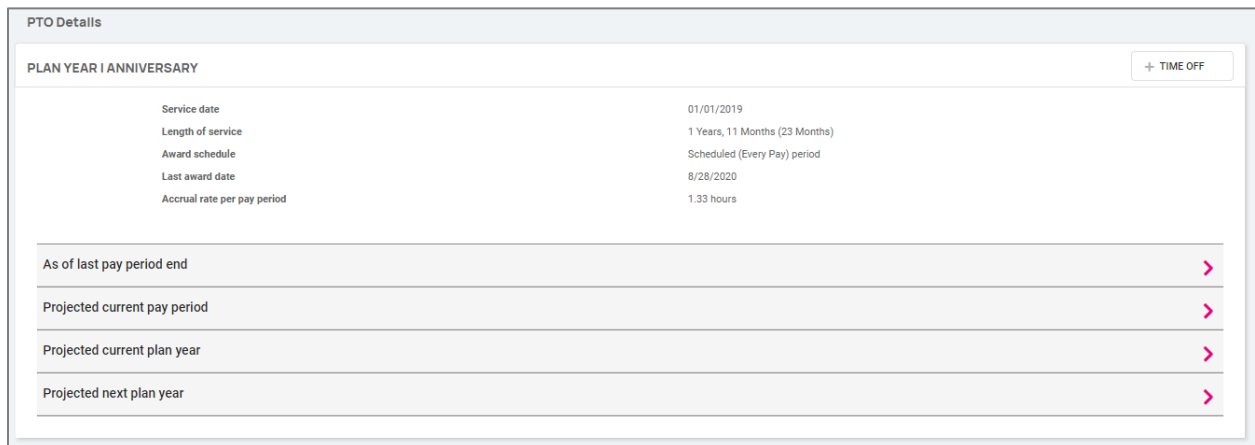 PTO Details
PLAN YEAR I ANNIVERSARY
+ TIME OFF
Service date 01/01/2019
Length of service 1 Years, 11 Months (23 Months)
Award schedule Scheduled (Every Pay) period
Last award date 8/28/2020
Accrual rate per pay period 1.33 hours
As of last pay period end
Projected current pay period
Projected current plan year
Projected next plan year